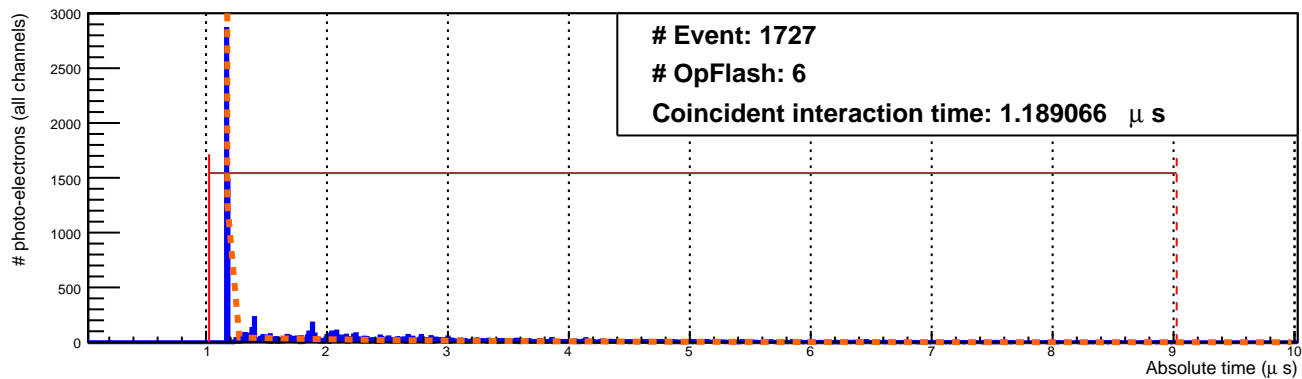 # photo-electrons (all channels)
3000
2500
2000
1500
1000
500
0
# Event: 1727
# OpFlash: 6
Coincident interaction time: 1.189066 μ s
1 2 3 4 5 6 7 8 9 10
Absolute time (μ s)